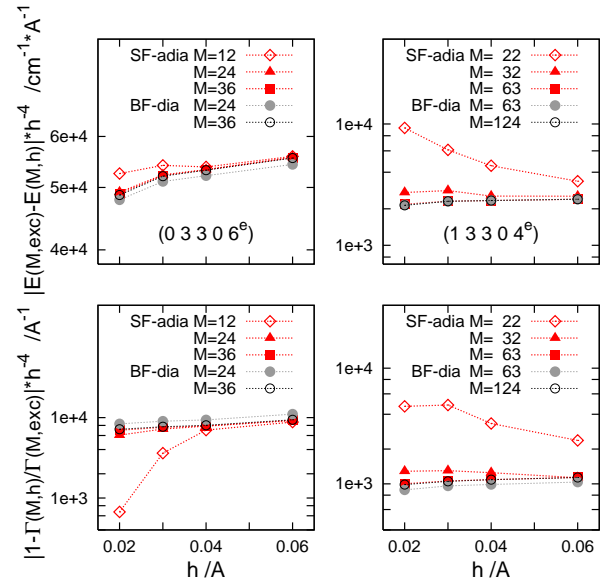 |E(M,exc)-E(M,h)|*h^-4 /cm^-1*A^-1
SF-adia M=12
M=24
M=36
BF-dia M=24
M=36
6e+4
5e+4
4e+4
(0 3 3 0 6^e)
SF-adia M= 22
M= 32
M= 63
BF-dia M= 63
M=124
1e+4
1e+3
(1 3 3 0 4^e)
|1-Γ(M,h)/Γ(M,exc)|*h^-4 /A^-1
SF-adia M=12
M=24
M=36
BF-dia M=24
M=36
1e+4
1e+3
0.02 0.04 0.06
h /A
SF-adia M= 22
M= 32
M= 63
BF-dia M= 63
M=124
1e+4
1e+3
0.02 0.04 0.06
h /A